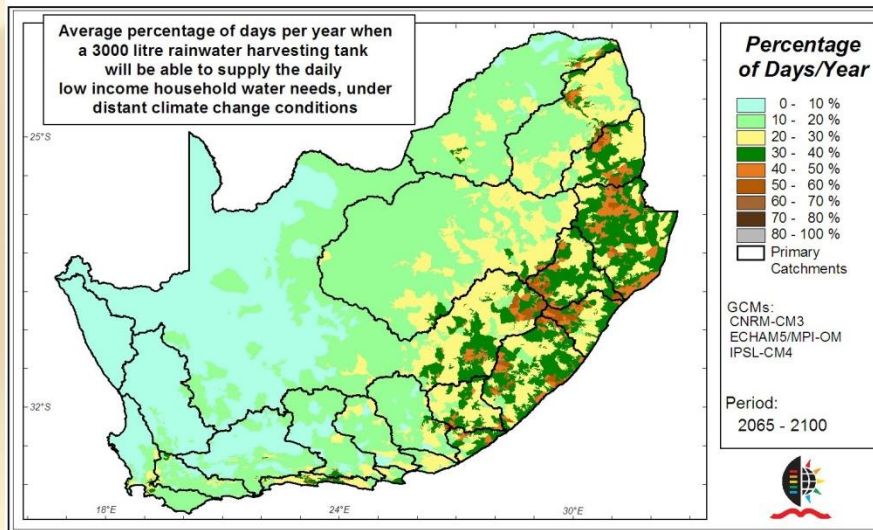 Average percentage of days per year when
a 3000 litre rainwater harvesting tank
will be able to supply the daily
low income household water needs, under
distant climate change conditions
Percentage
of Days/Year
0 - 10 %
10 - 20 %
20 - 30 %
30 - 40 %
40 - 50 %
50 - 60 %
60 - 70 %
70 - 80 %
80 - 100 %
Primary
Catchments
GCMs:
CNRM-CM3
ECHAM5/MPI-OM
IPSL-CM4
Period:
2065 - 2100
25°S
32°S
18°E
24°E
30°E